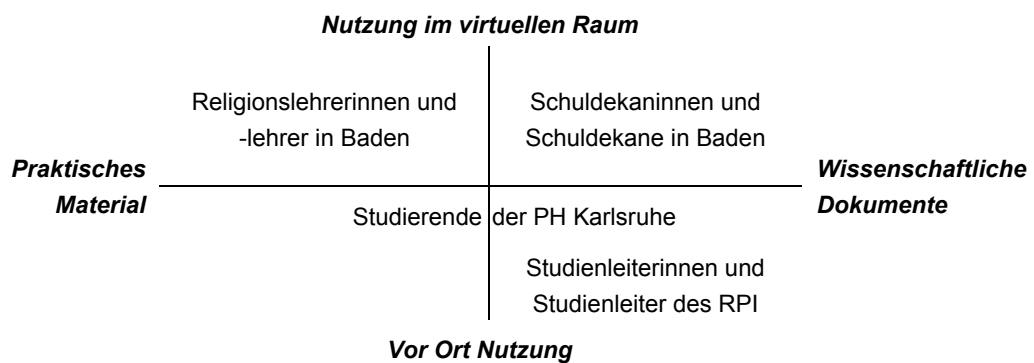 Nutzung im virtuellen Raum
Religionslehrerinnen und
-lehrer in Baden
Schuldekaninnen und
Schuldekane in Baden
Praktisches
Material
Wissenschaftliche
Dokumente
Studierende der PH Karlsruhe
Studienleiterinnen und
Studienleiter des RPI
Vor Ort Nutzung